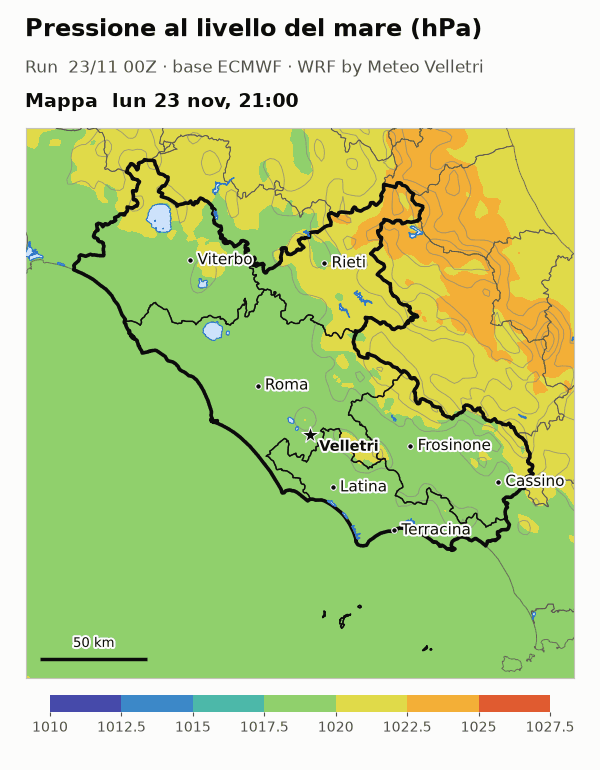 Pressione al livello del mare (hPa)
Run  23/11 00Z · base ECMWF · WRF by Meteo Velletri
Mappa  lun 23 nov, 21:00
Viterbo
Rieti
Roma
Velletri
Frosinone
Cassino
Latina
Terracina
50 km
1010 1012.5 1015 1017.5 1020 1022.5 1025 1027.5